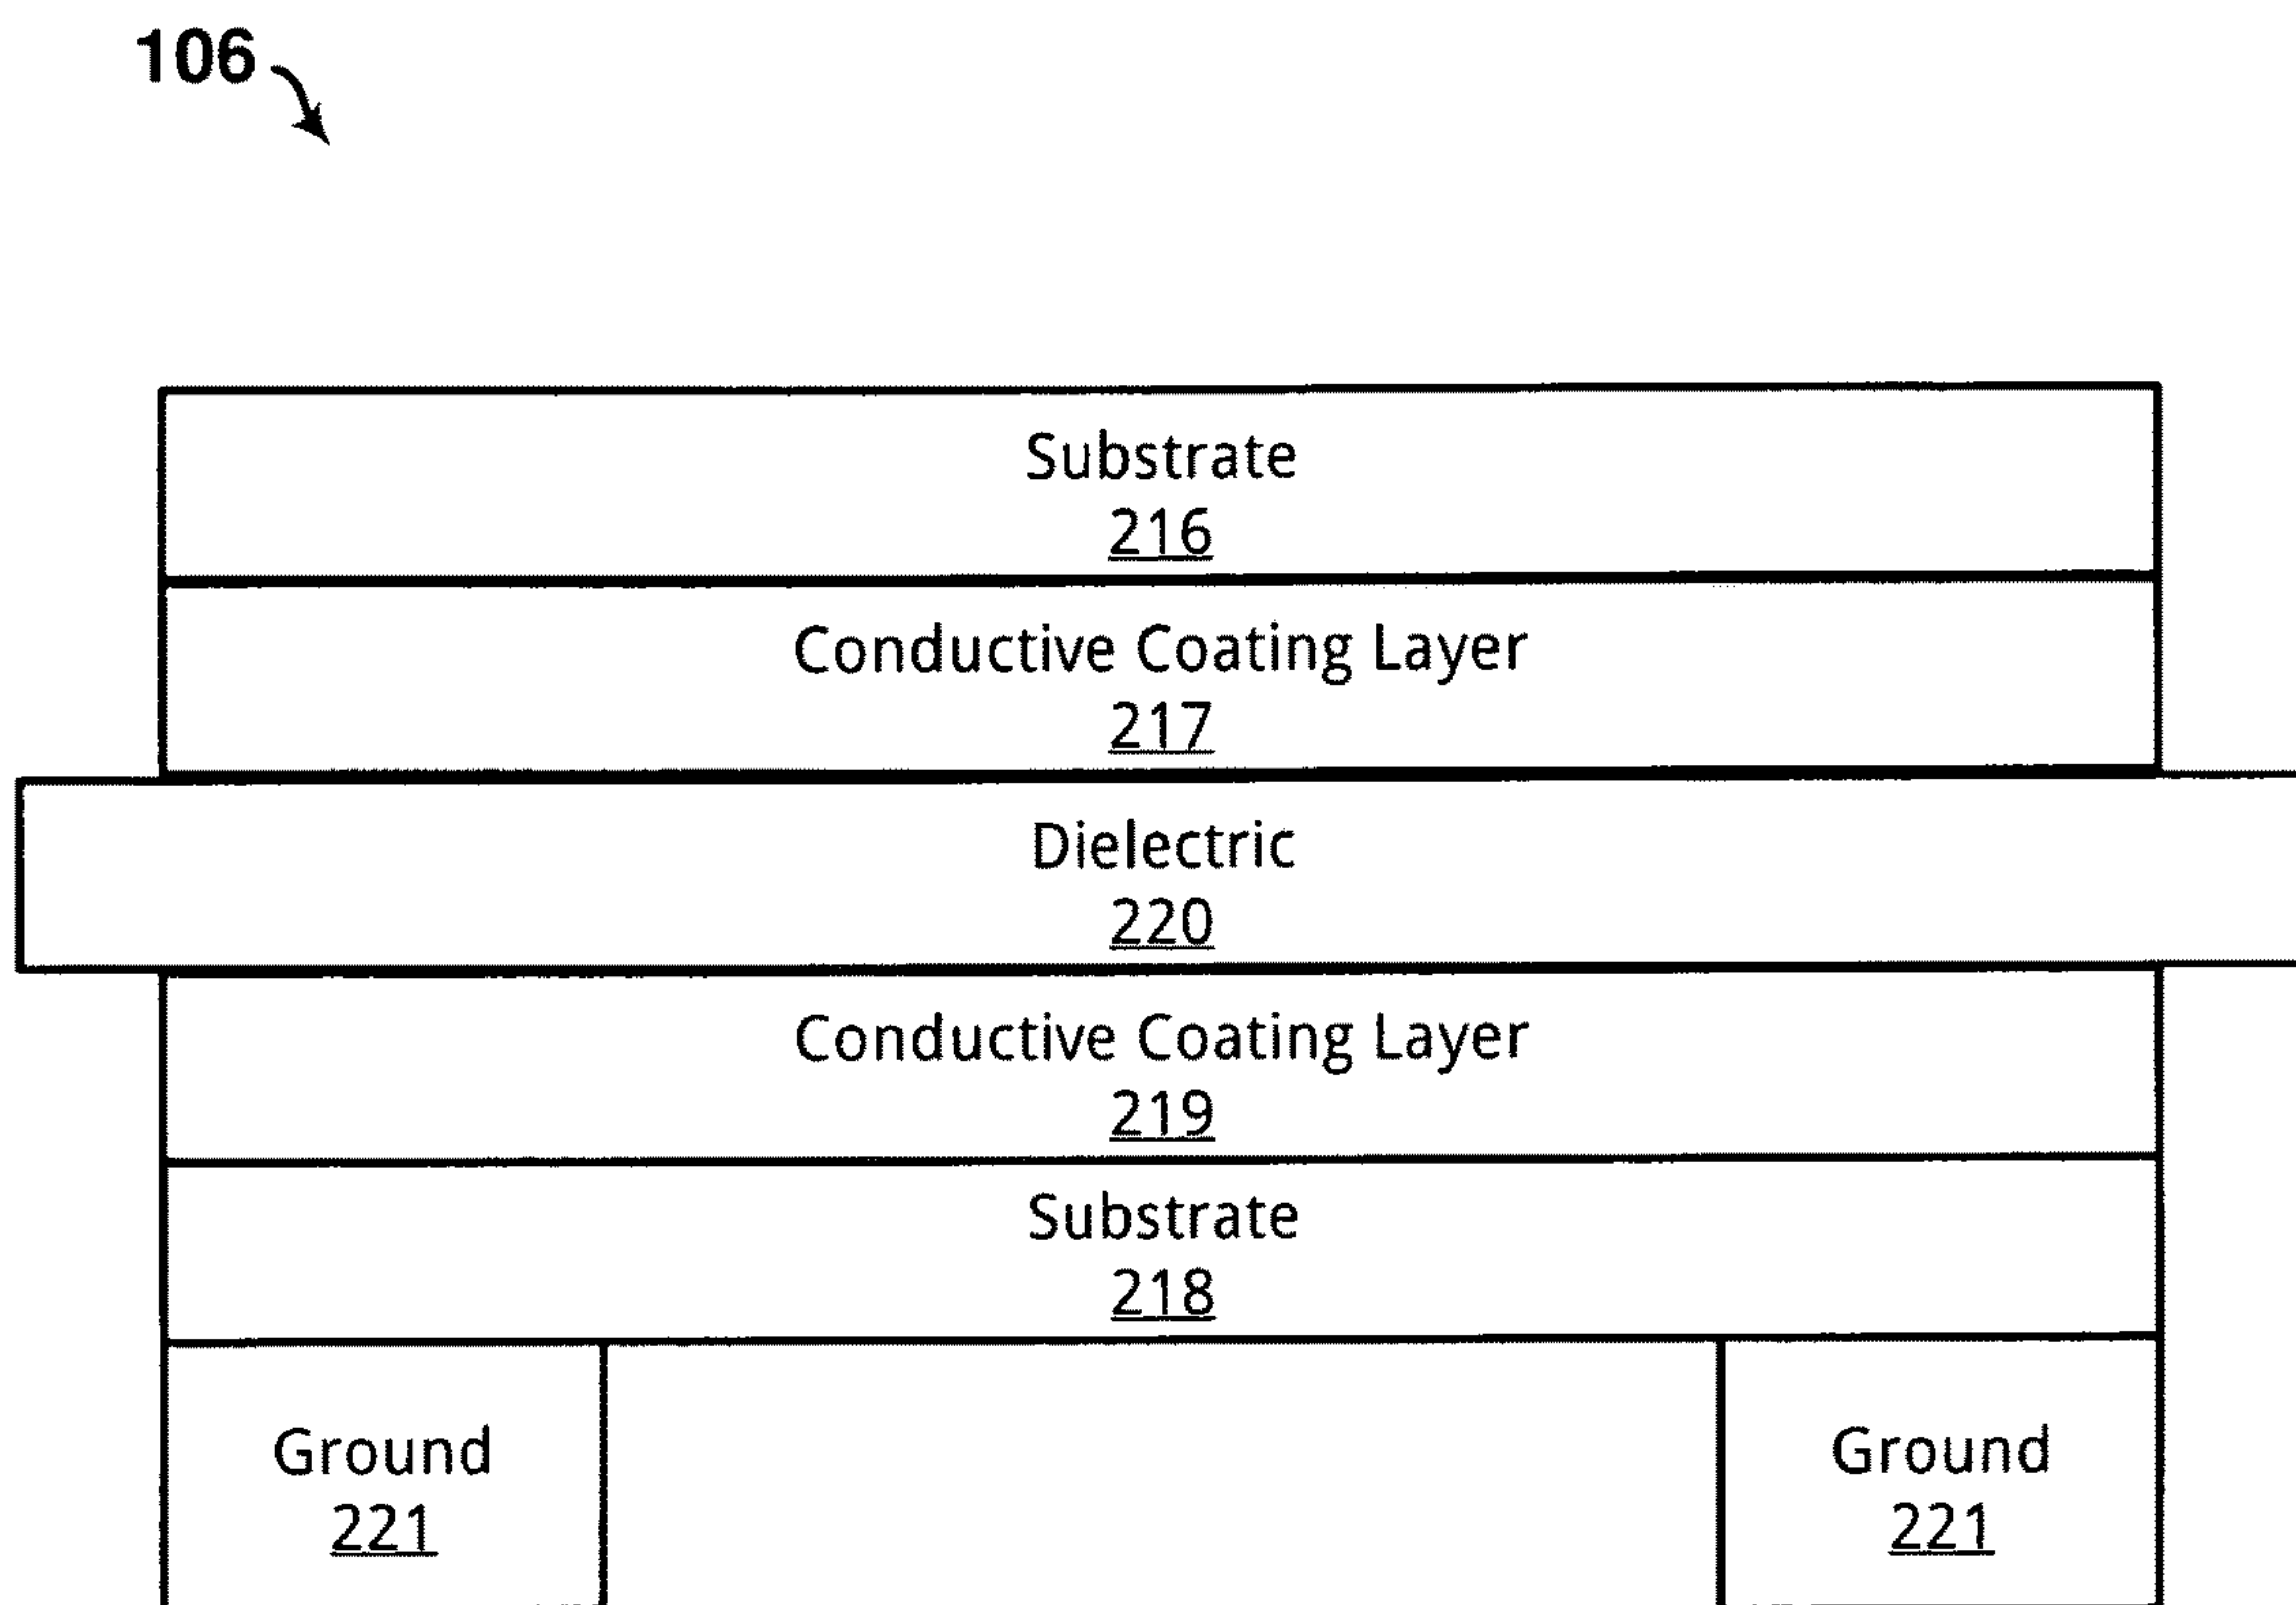 106
Substrate
216
Conductive Coating Layer
217
Dielectric
220
Conductive Coating Layer
219
Substrate
218
Ground
221
Ground
221